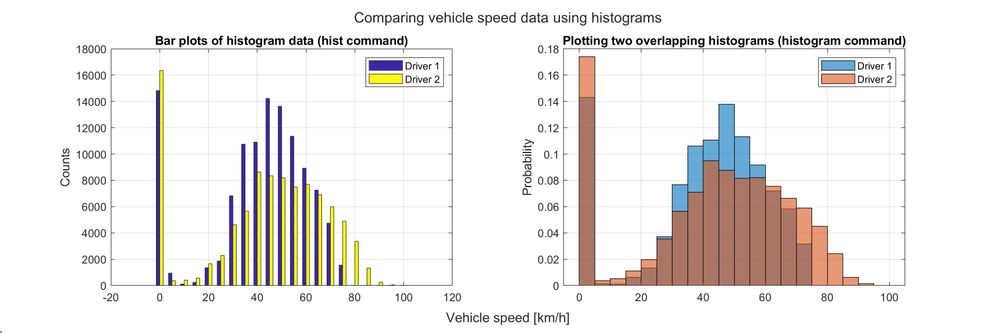 Comparing vehicle speed data using histograms
Bar plots of histogram data (hist command)
Driver 1
Driver 2
18000
16000
14000
12000
10000
8000
6000
4000
2000
0
Counts
-20 0 20 40 60 80 100 120
Plotting two overlapping histograms (histogram command)
Driver 1
Driver 2
0.18
0.16
0.14
0.12
0.1
0.08
0.06
0.04
0.02
0
Probability
0 20 40 60 80 100
Vehicle speed [km/h]